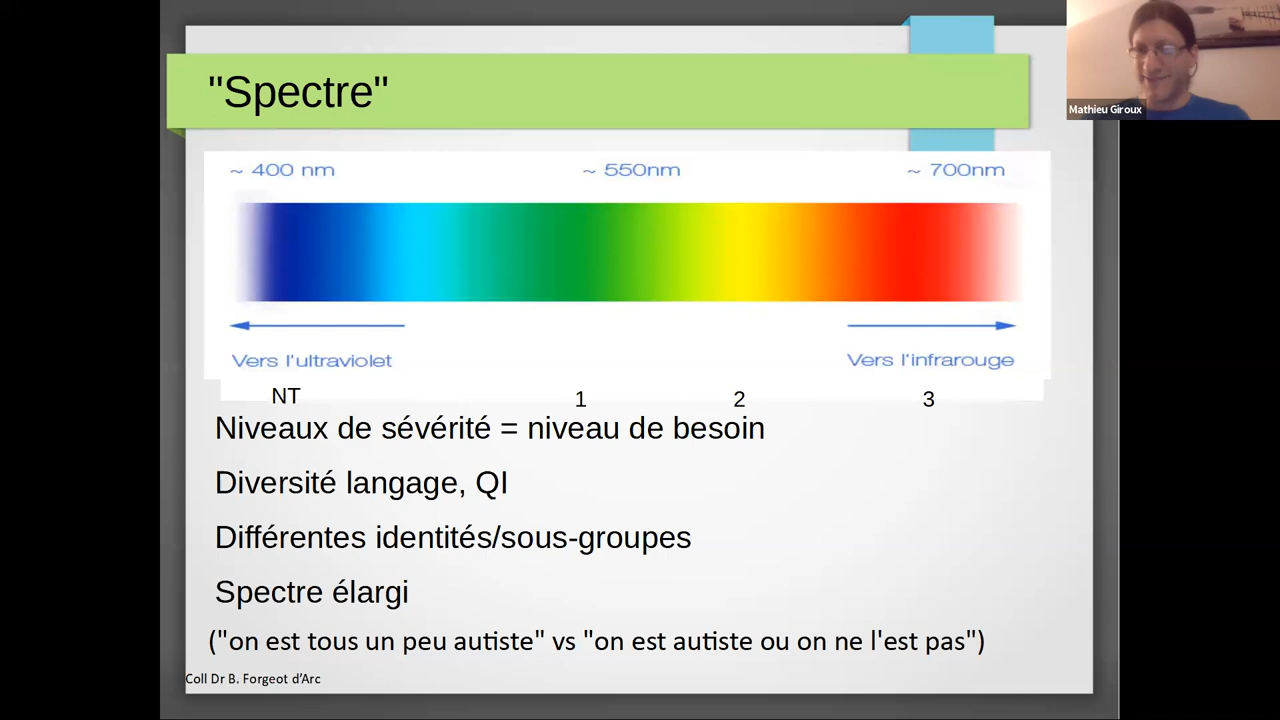 "Spectre"
Mathieu Giroux
~ 400 nm ~ 550nm ~ 700nm
Vers l'ultraviolet Vers l'infrarouge
NT 1 2 3
Niveaux de sévérité = niveau de besoin
Diversité langage, QI
Différentes identités/sous-groupes
Spectre élargi
("on est tous un peu autiste" vs "on est autiste ou on ne l'est pas")
Coll Dr B. Forgeot d’Arc